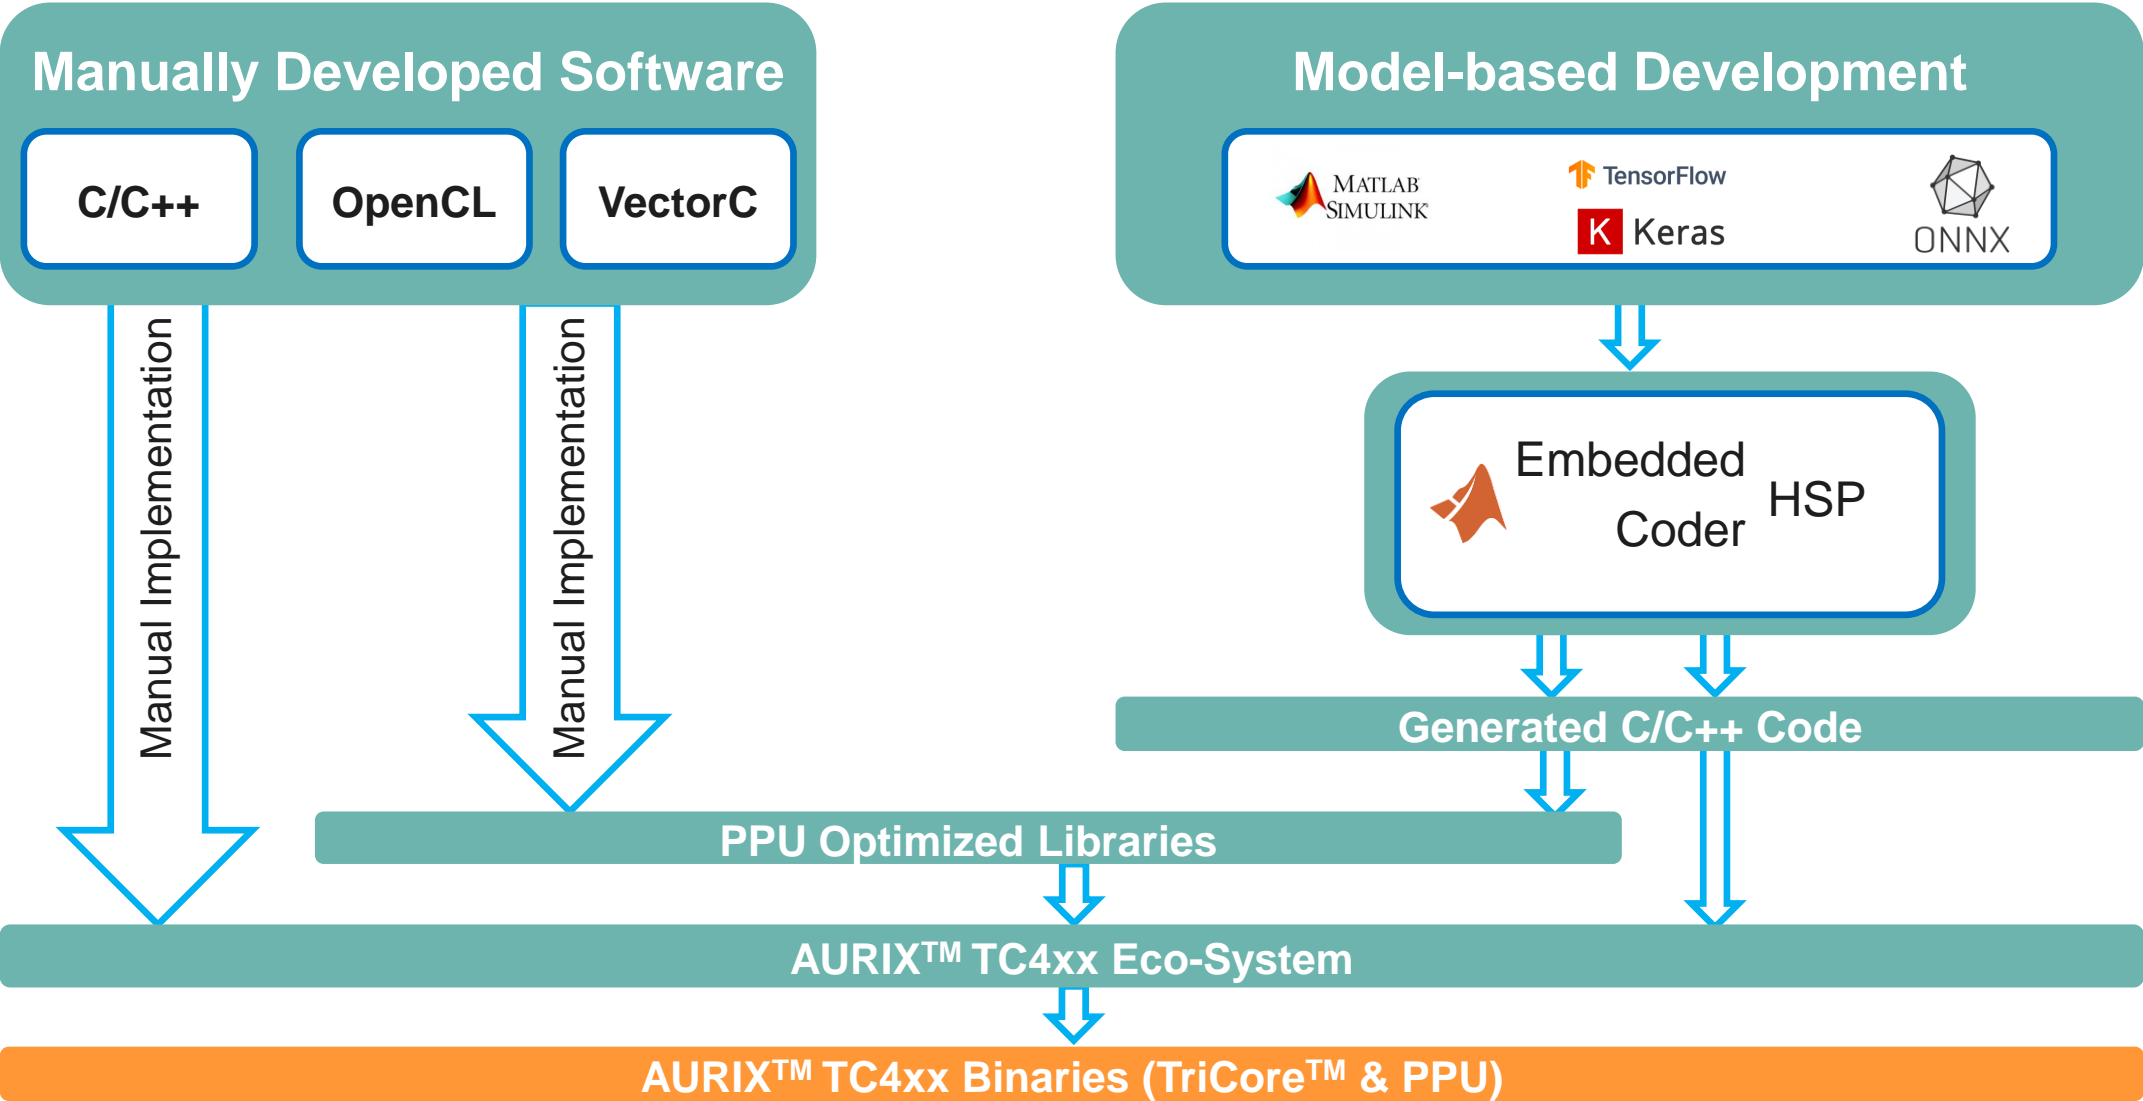 Manually Developed Software
C/C++
OpenCL
VectorC
Model-based Development
MATLAB
SIMULINK®
TensorFlow
K Keras
ONNX
Manual Implementation
Manual Implementation
Embedded
Coder
HSP
Generated C/C++ Code
PPU Optimized Libraries
AURIX™ TC4xx Eco-System
AURIX™ TC4xx Binaries (TriCore™ & PPU)